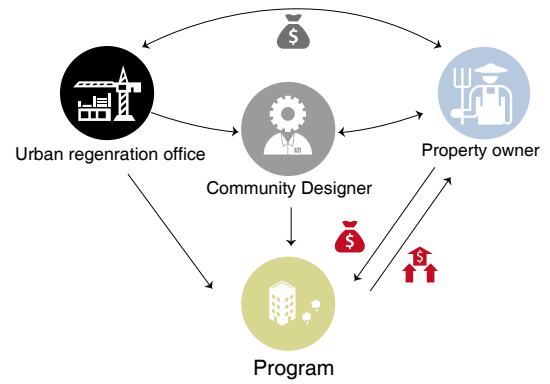 $
Urban regenration office
Property owner
Community Designer
$
$
Program